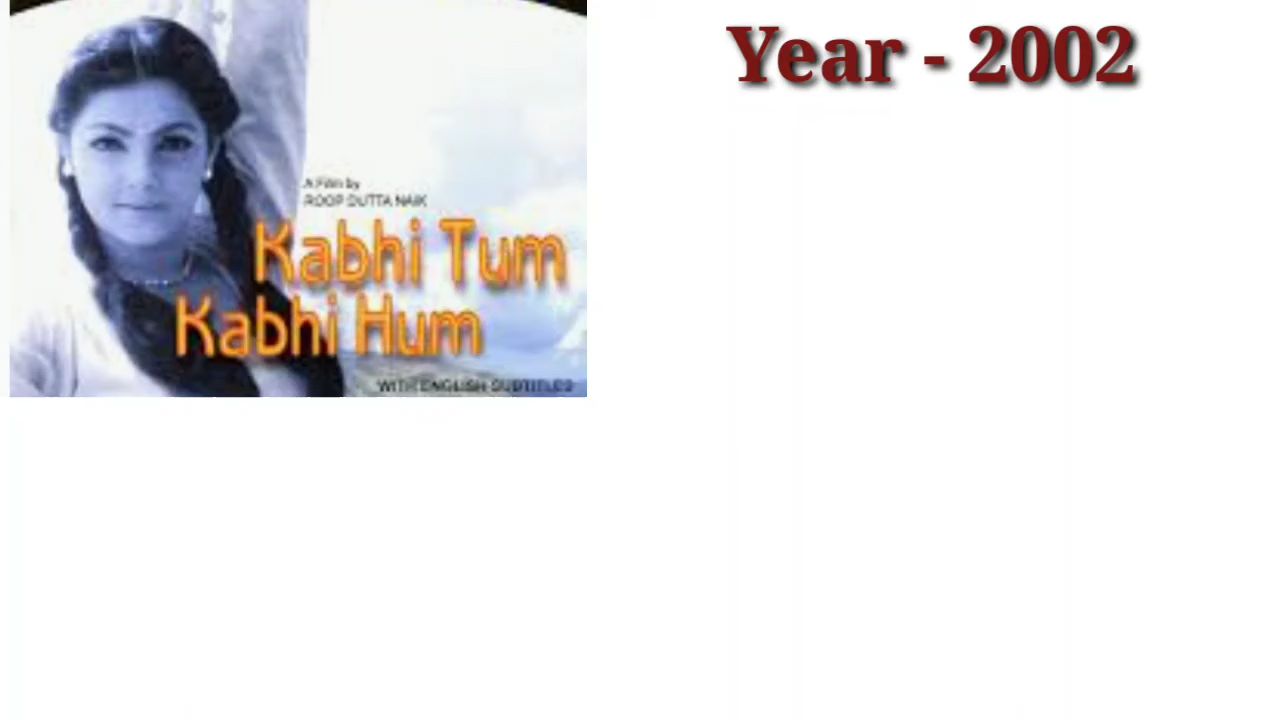 Year - 2002
A Film by
ROOP DUTTA NAIK
Kabhi Tum
Kabhi Hum
WITH ENGLISH SUBTITLES